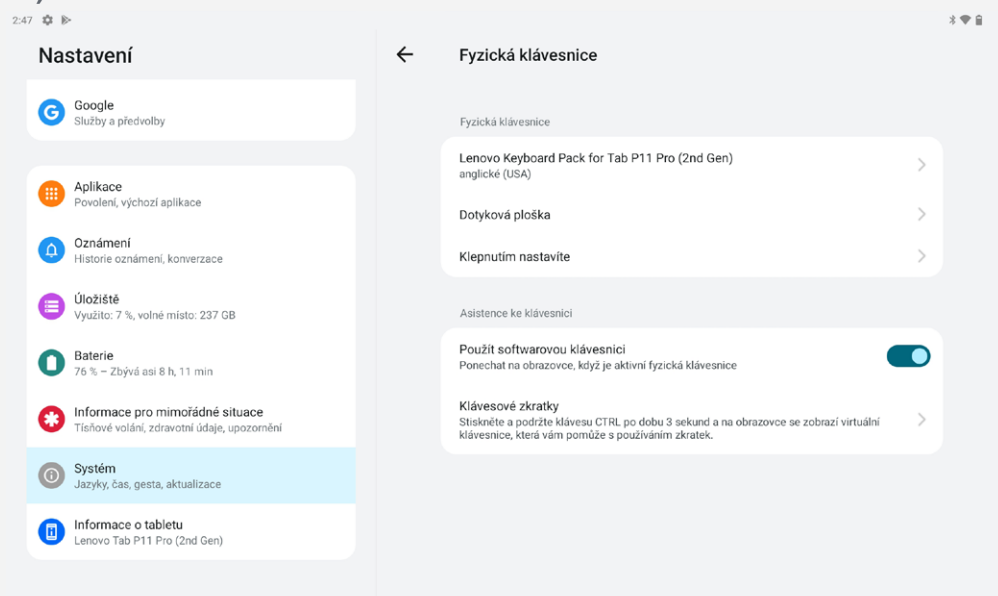 2:47
Nastavení
Google
Služby a předvolby
Aplikace
Povolení, výchozí aplikace
Oznámení
Historie oznámení, konverzace
Úložiště
Využito: 7 %, volné místo: 237 GB
Baterie
76 % – Zbývá asi 8 h, 11 min
Informace pro mimořádné situace
Tísňové volání, zdravotní údaje, upozornění
Systém
Jazyky, čas, gesta, aktualizace
Informace o tabletu
Lenovo Tab P11 Pro (2nd Gen)
Fyzická klávesnice
Fyzická klávesnice
Lenovo Keyboard Pack for Tab P11 Pro (2nd Gen)
anglické (USA)
Dotyková ploška
Klepnutím nastavíte
Asistence ke klávesnici
Použít softwarovou klávesnici
Ponechat na obrazovce, když je aktivní fyzická klávesnice
Klávesové zkratky
Stiskněte a podržte klávesu CTRL po dobu 3 sekund a na obrazovce se zobrazí virtuální
klávesnice, která vám pomůže s používáním zkratek.